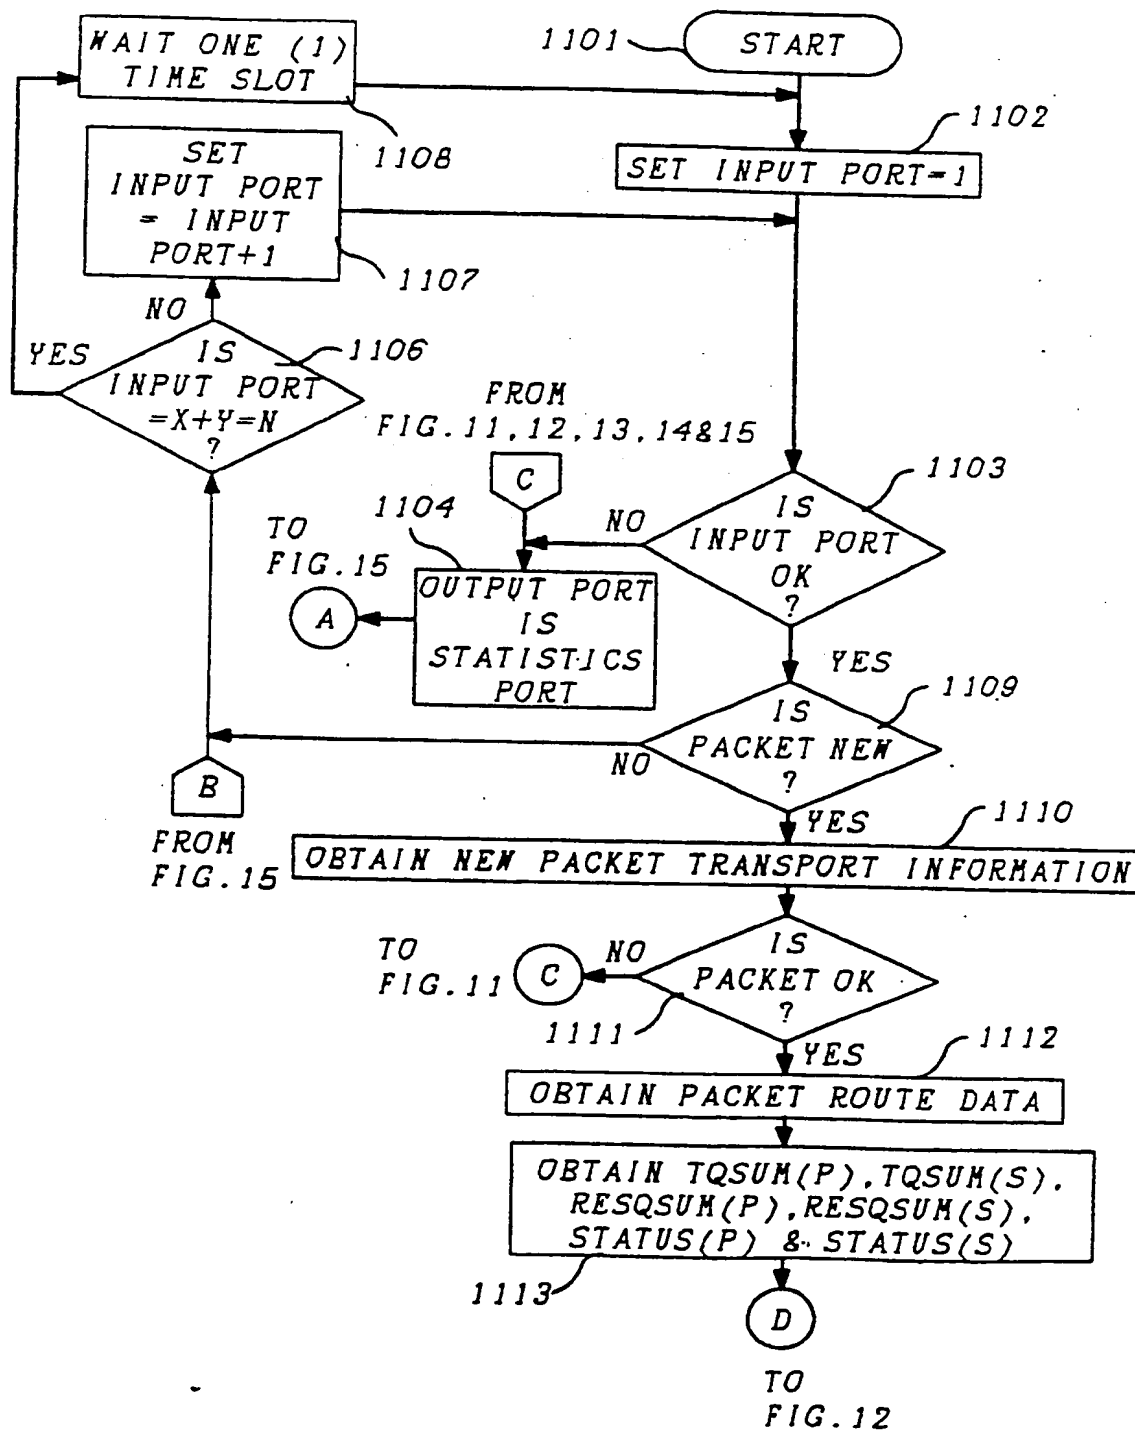 WAIT ONE (1)
TIME SLOT
1108
1101
START
1102
SET INPUT PORT=1
SET
INPUT PORT
= INPUT
PORT+1
1107
NO
YES
IS
INPUT PORT
=X+Y=N
?
1106
FROM
FIG.11,12,13,14&15
C
1103
IS
INPUT PORT
OK
?
NO
YES
1104
TO
FIG.15
A
OUTPUT PORT
IS
STATISTICS
PORT
1109
IS
PACKET NEW
?
NO
YES
B
FROM
FIG.15
1110
OBTAIN NEW PACKET TRANSPORT INFORMATION
TO
FIG.11
C
NO
IS
PACKET OK
?
1111
YES
1112
OBTAIN PACKET ROUTE DATA
OBTAIN TQSUM(P),TQSUM(S),
RESQSUM(P),RESQSUM(S),
STATUS(P) & STATUS(S)
1113
D
TO
FIG.12